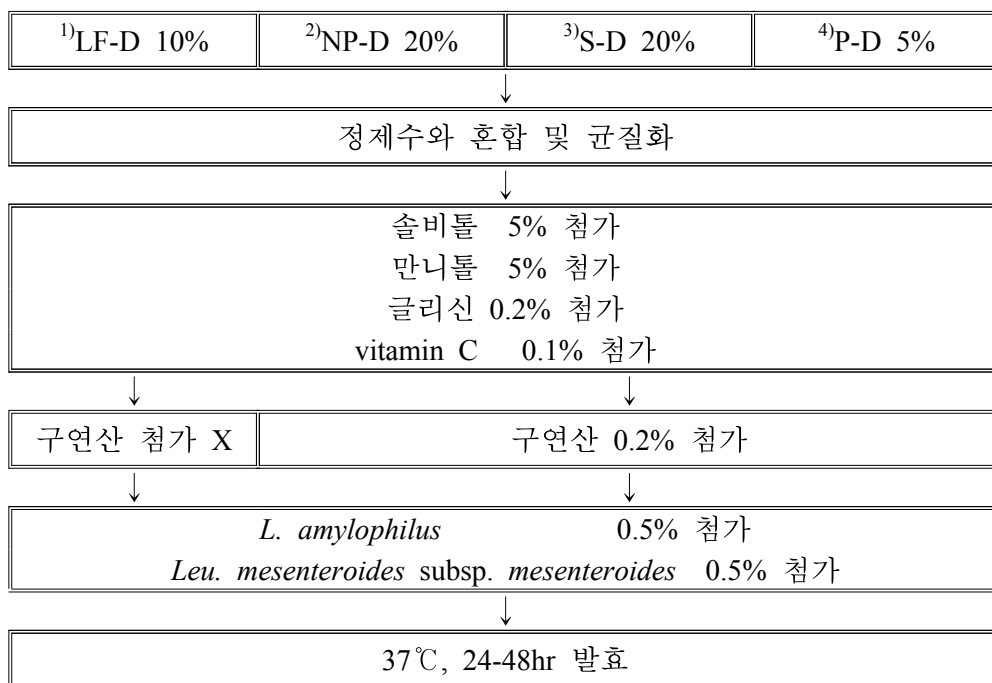 1)LF-D 10% 2)NP-D 20% 3)S-D 20% 4)P-D 5%
↓
정제수와 혼합 및 균질화
↓
솔비톨 5% 첨가
만니톨 5% 첨가
글리신 0.2% 첨가
vitamin C 0.1% 첨가
↓ ↓
구연산 첨가 X 구연산 0.2% 첨가
↓ ↓
L. amylophilus 0.5% 첨가
Leu. mesenteroides subsp. mesenteroides 0.5% 첨가
↓
37℃, 24-48hr 발효